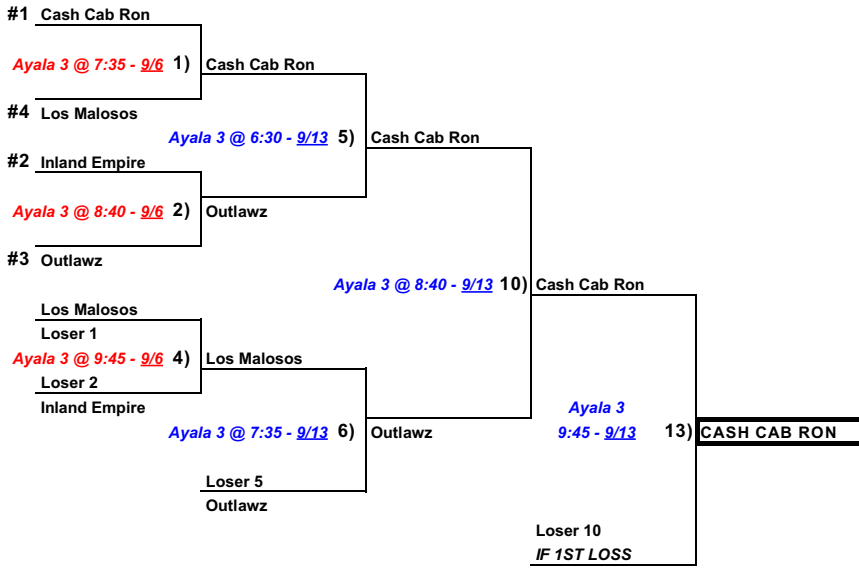 #1 Cash Cab Ron
Ayala 3 @ 7:35 - 9/6 1) Cash Cab Ron
#4 Los Malosos
Ayala 3 @ 6:30 - 9/13 5) Cash Cab Ron
#2 Inland Empire
Ayala 3 @ 8:40 - 9/6 2) Outlawz
#3 Outlawz
Ayala 3 @ 8:40 - 9/13 10) Cash Cab Ron
Los Malosos
Loser 1
Ayala 3 @ 9:45 - 9/6 4) Los Malosos
Loser 2
Inland Empire
Ayala 3
Ayala 3 @ 7:35 - 9/13 6) Outlawz
9:45 - 9/13 13) CASH CAB RON
Loser 5
Outlawz
Loser 10
IF 1ST LOSS